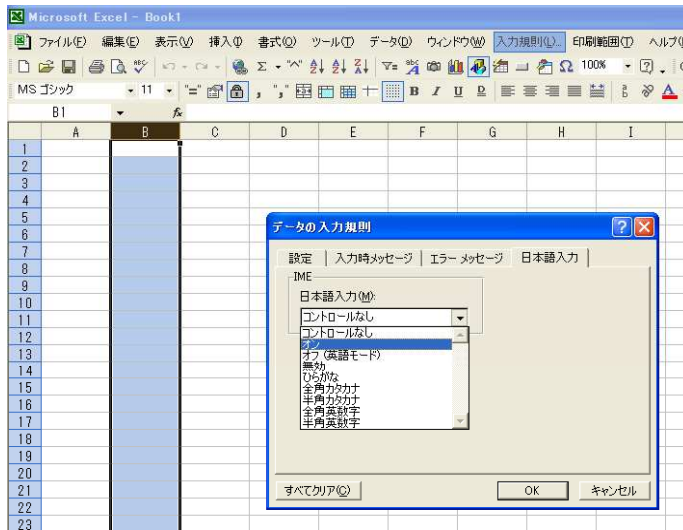 Microsoft Excel - Book1
ファイル(F) 編集(E) 表示(V) 挿入(I) 書式(O) ツール(T) データ(D) ウィンドウ(W) 入力規則(L)... 印刷範囲(T) ヘルプ(
100%
MS ゴシック 11 B I U
B1 fx
A B C D E F G H I
1
2
3
4
5
6
7
8
9
10
11
12
13
14
15
16
17
18
19
20
21
22
23
データの入力規則
設定 入力時メッセージ エラー メッセージ 日本語入力
IME
日本語入力(M):
コントロールなし
コントロールなし
オン
オフ (英語モード)
無効
ひらがな
全角カタカナ
半角カタカナ
全角英数字
半角英数字
すべてクリア(C) OK キャンセル